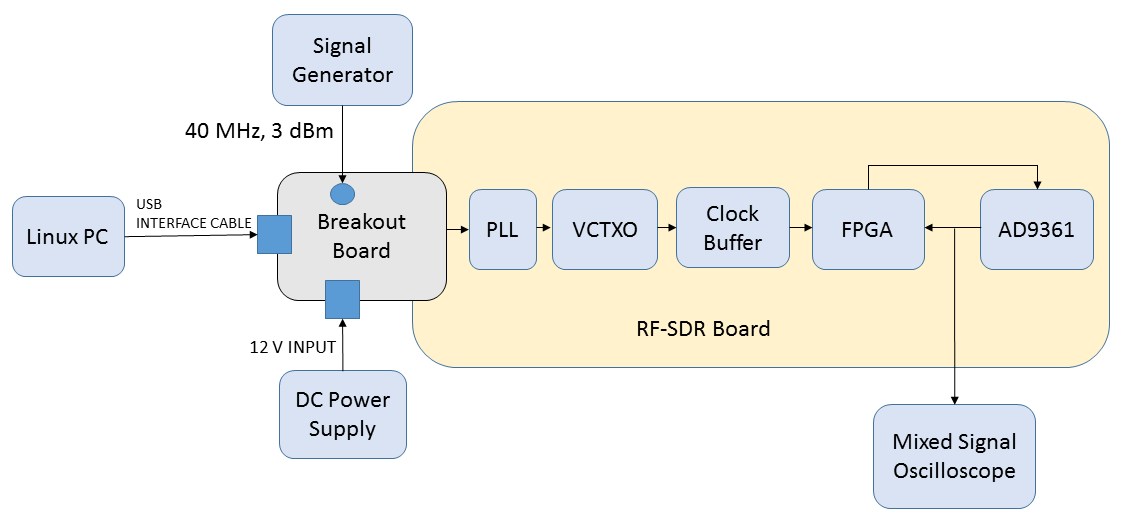 Signal
Generator
40 MHz, 3 dBm
USB
INTERFACE CABLE
Linux PC
Breakout
Board
PLL
VCTXO
Clock
Buffer
FPGA
AD9361
RF-SDR Board
12 V INPUT
DC Power
Supply
Mixed Signal
Oscilloscope